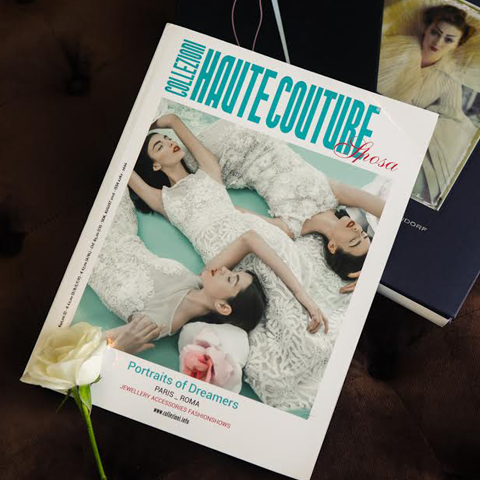 COLLEZIONI
HAUTE COUTURE
Sposa
Portraits of Dreamers
PARIS _ ROMA
JEWELLERY ACCESSORIES FASHIONSHOWS
www.collezioni.info